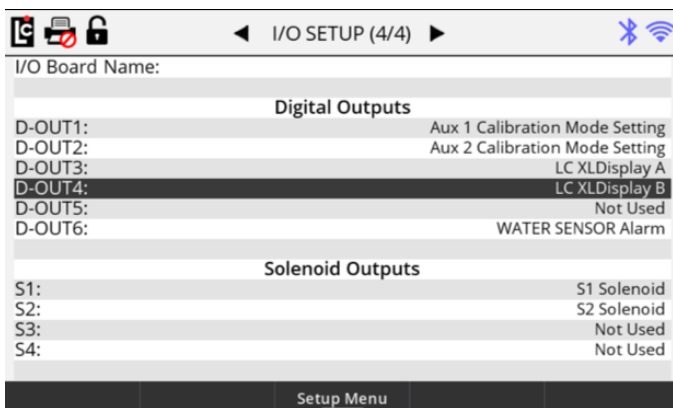 LC
I/O SETUP (4/4)
I/O Board Name:
Digital Outputs
D-OUT1: Aux 1 Calibration Mode Setting
D-OUT2: Aux 2 Calibration Mode Setting
D-OUT3: LC XLDisplay A
D-OUT4: LC XLDisplay B
D-OUT5: Not Used
D-OUT6: WATER SENSOR Alarm
Solenoid Outputs
S1: S1 Solenoid
S2: S2 Solenoid
S3: Not Used
S4: Not Used
Setup Menu